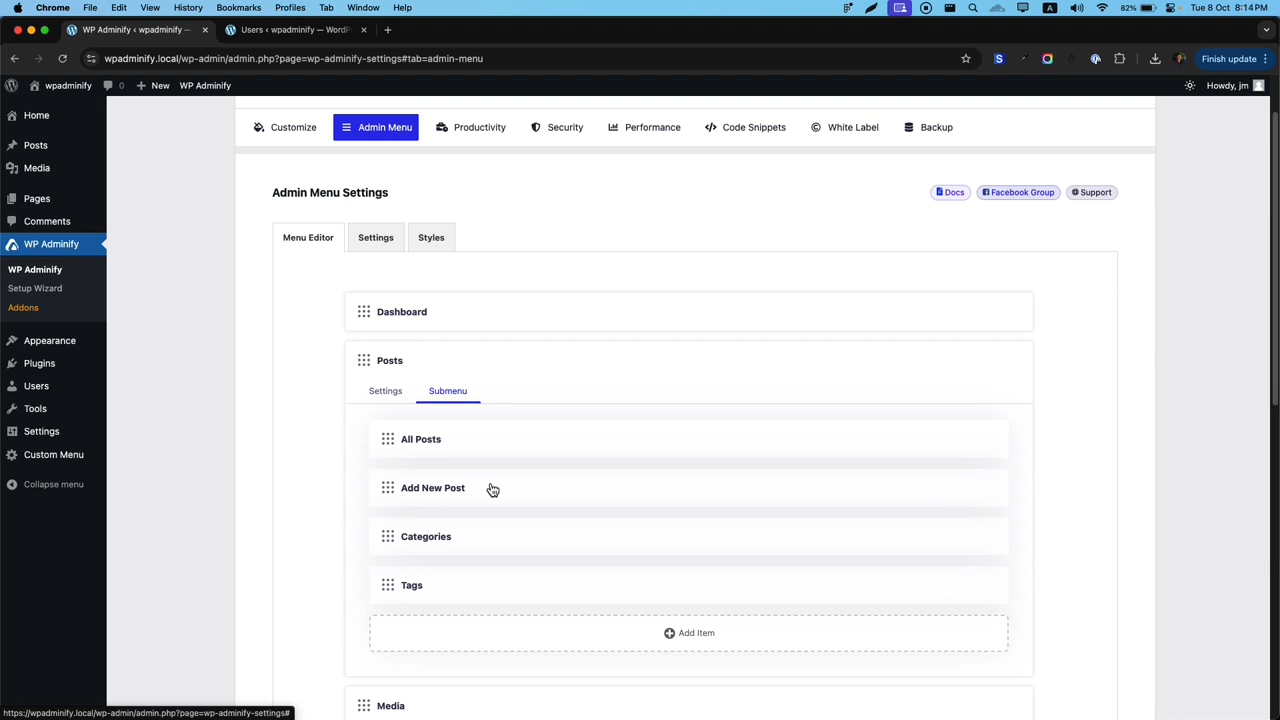 Chrome File Edit View History Bookmarks Profiles Tab Window Help
A 82% Tue 8 Oct 8:14 PM
WP Adminify ‹ wpadminify —
Users ‹ wpadminify — WordP
wpadminify.local/wp-admin/admin.php?page=wp-adminify-settings#tab=admin-menu
S
Finish update
wpadminify 0 New WP Adminify
Howdy, jm
Home
Posts
Media
Pages
Comments
WP Adminify
WP Adminify
Setup Wizard
Addons
Appearance
Plugins
Users
Tools
Settings
Custom Menu
Collapse menu
Customize Admin Menu Productivity Security Performance Code Snippets White Label Backup
Admin Menu Settings
Docs Facebook Group Support
Menu Editor Settings Styles
Dashboard
Posts
Settings Submenu
All Posts
Add New Post
Categories
Tags
Add Item
Media
https://wpadminify.local/wp-admin/admin.php?page=wp-adminify-settings#